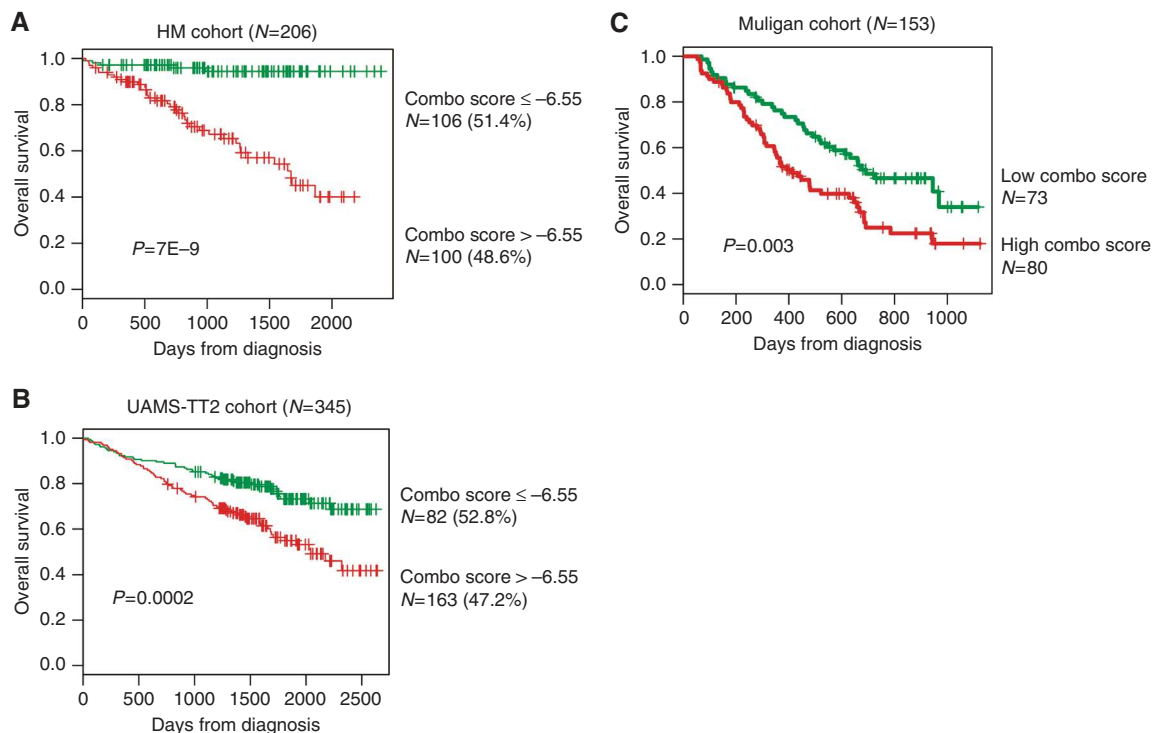 A
HM cohort (N=206)
1.0
0.8
0.6
0.4
0.2
0.0
Overall survival
P=7E–9
0
500
1000
1500
2000
Days from diagnosis
Combo score ≤ –6.55
N=106 (51.4%)
Combo score > –6.55
N=100 (48.6%)
B
UAMS-TT2 cohort (N=345)
1.0
0.8
0.6
0.4
0.2
0.0
Overall survival
P=0.0002
0
500
1000
1500
2000
2500
Days from diagnosis
Combo score ≤ –6.55
N=82 (52.8%)
Combo score > –6.55
N=163 (47.2%)
C
Muligan cohort (N=153)
1.0
0.8
0.6
0.4
0.2
0.0
Overall survival
P=0.003
0
200
400
600
800
1000
Days from diagnosis
Low combo score
N=73
High combo score
N=80